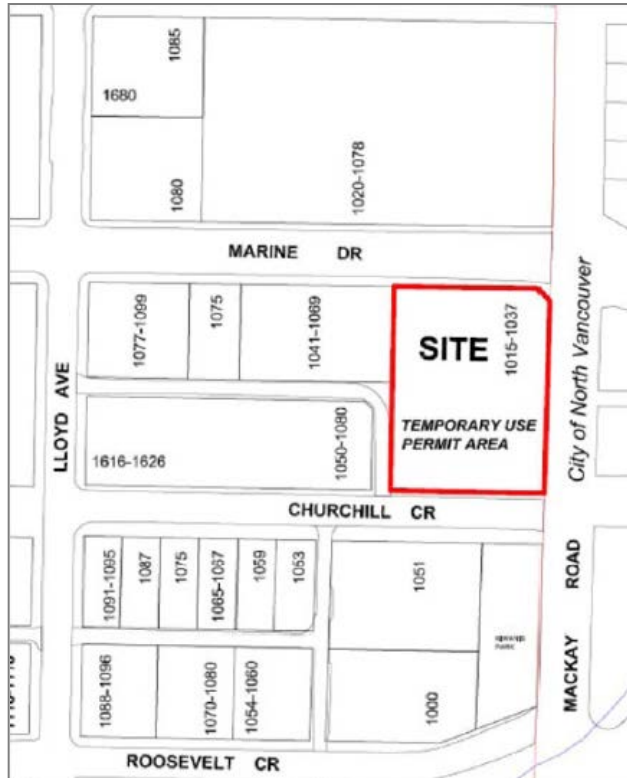 1085
1680
1080
1020-1078
MARINE DR
City of North Vancouver
1077-1099
1075
1041-1069
SITE
1015-1037
LLOYD AVE
TEMPORARY USE
PERMIT AREA
1616-1626
1050-1080
CHURCHILL CR
1091-1095
1087
1075
1065-1067
1059
1053
1051
MACKAY ROAD
PARK
1088-1096
1070-1080
1054-1060
1000
ROOSEVELT CR